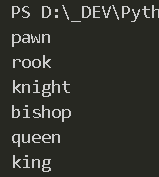 PS D:\_DEV\Pyth
pawn
rook
knight
bishop
queen
king